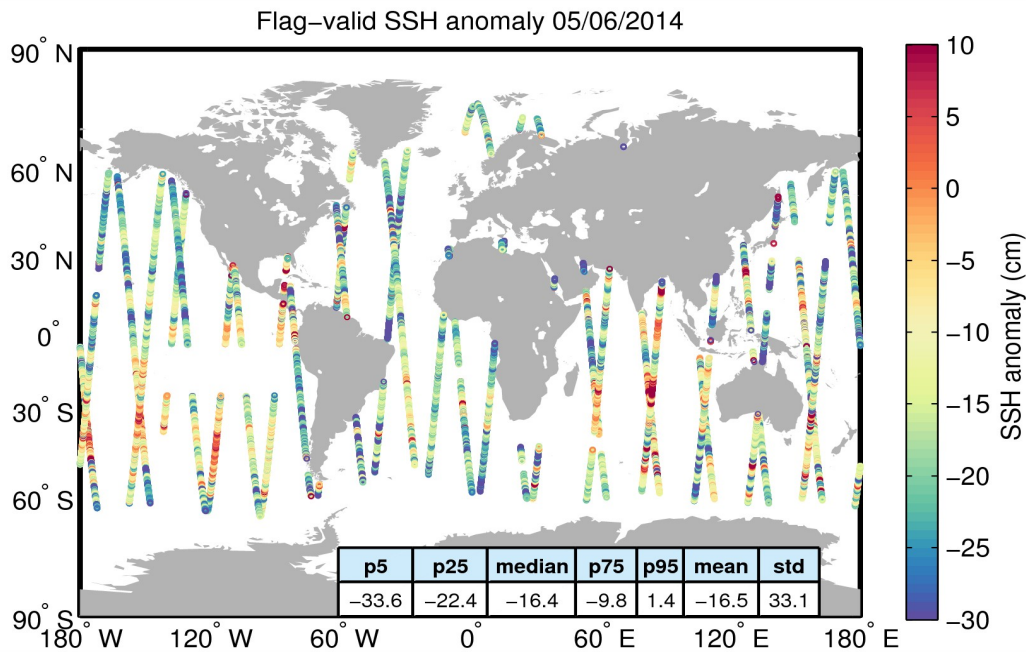 Flag−valid SSH anomaly 05/06/2014
90° N
60° N
30° N
0°
30° S
60° S
90° S
180° W
120° W
60° W
0°
60° E
120° E
180° E
p5 p25 median p75 p95 mean std
−33.6 −22.4 −16.4 −9.8 1.4 −16.5 33.1
10
5
0
−5
−10
−15
−20
−25
−30
SSH anomaly (cm)